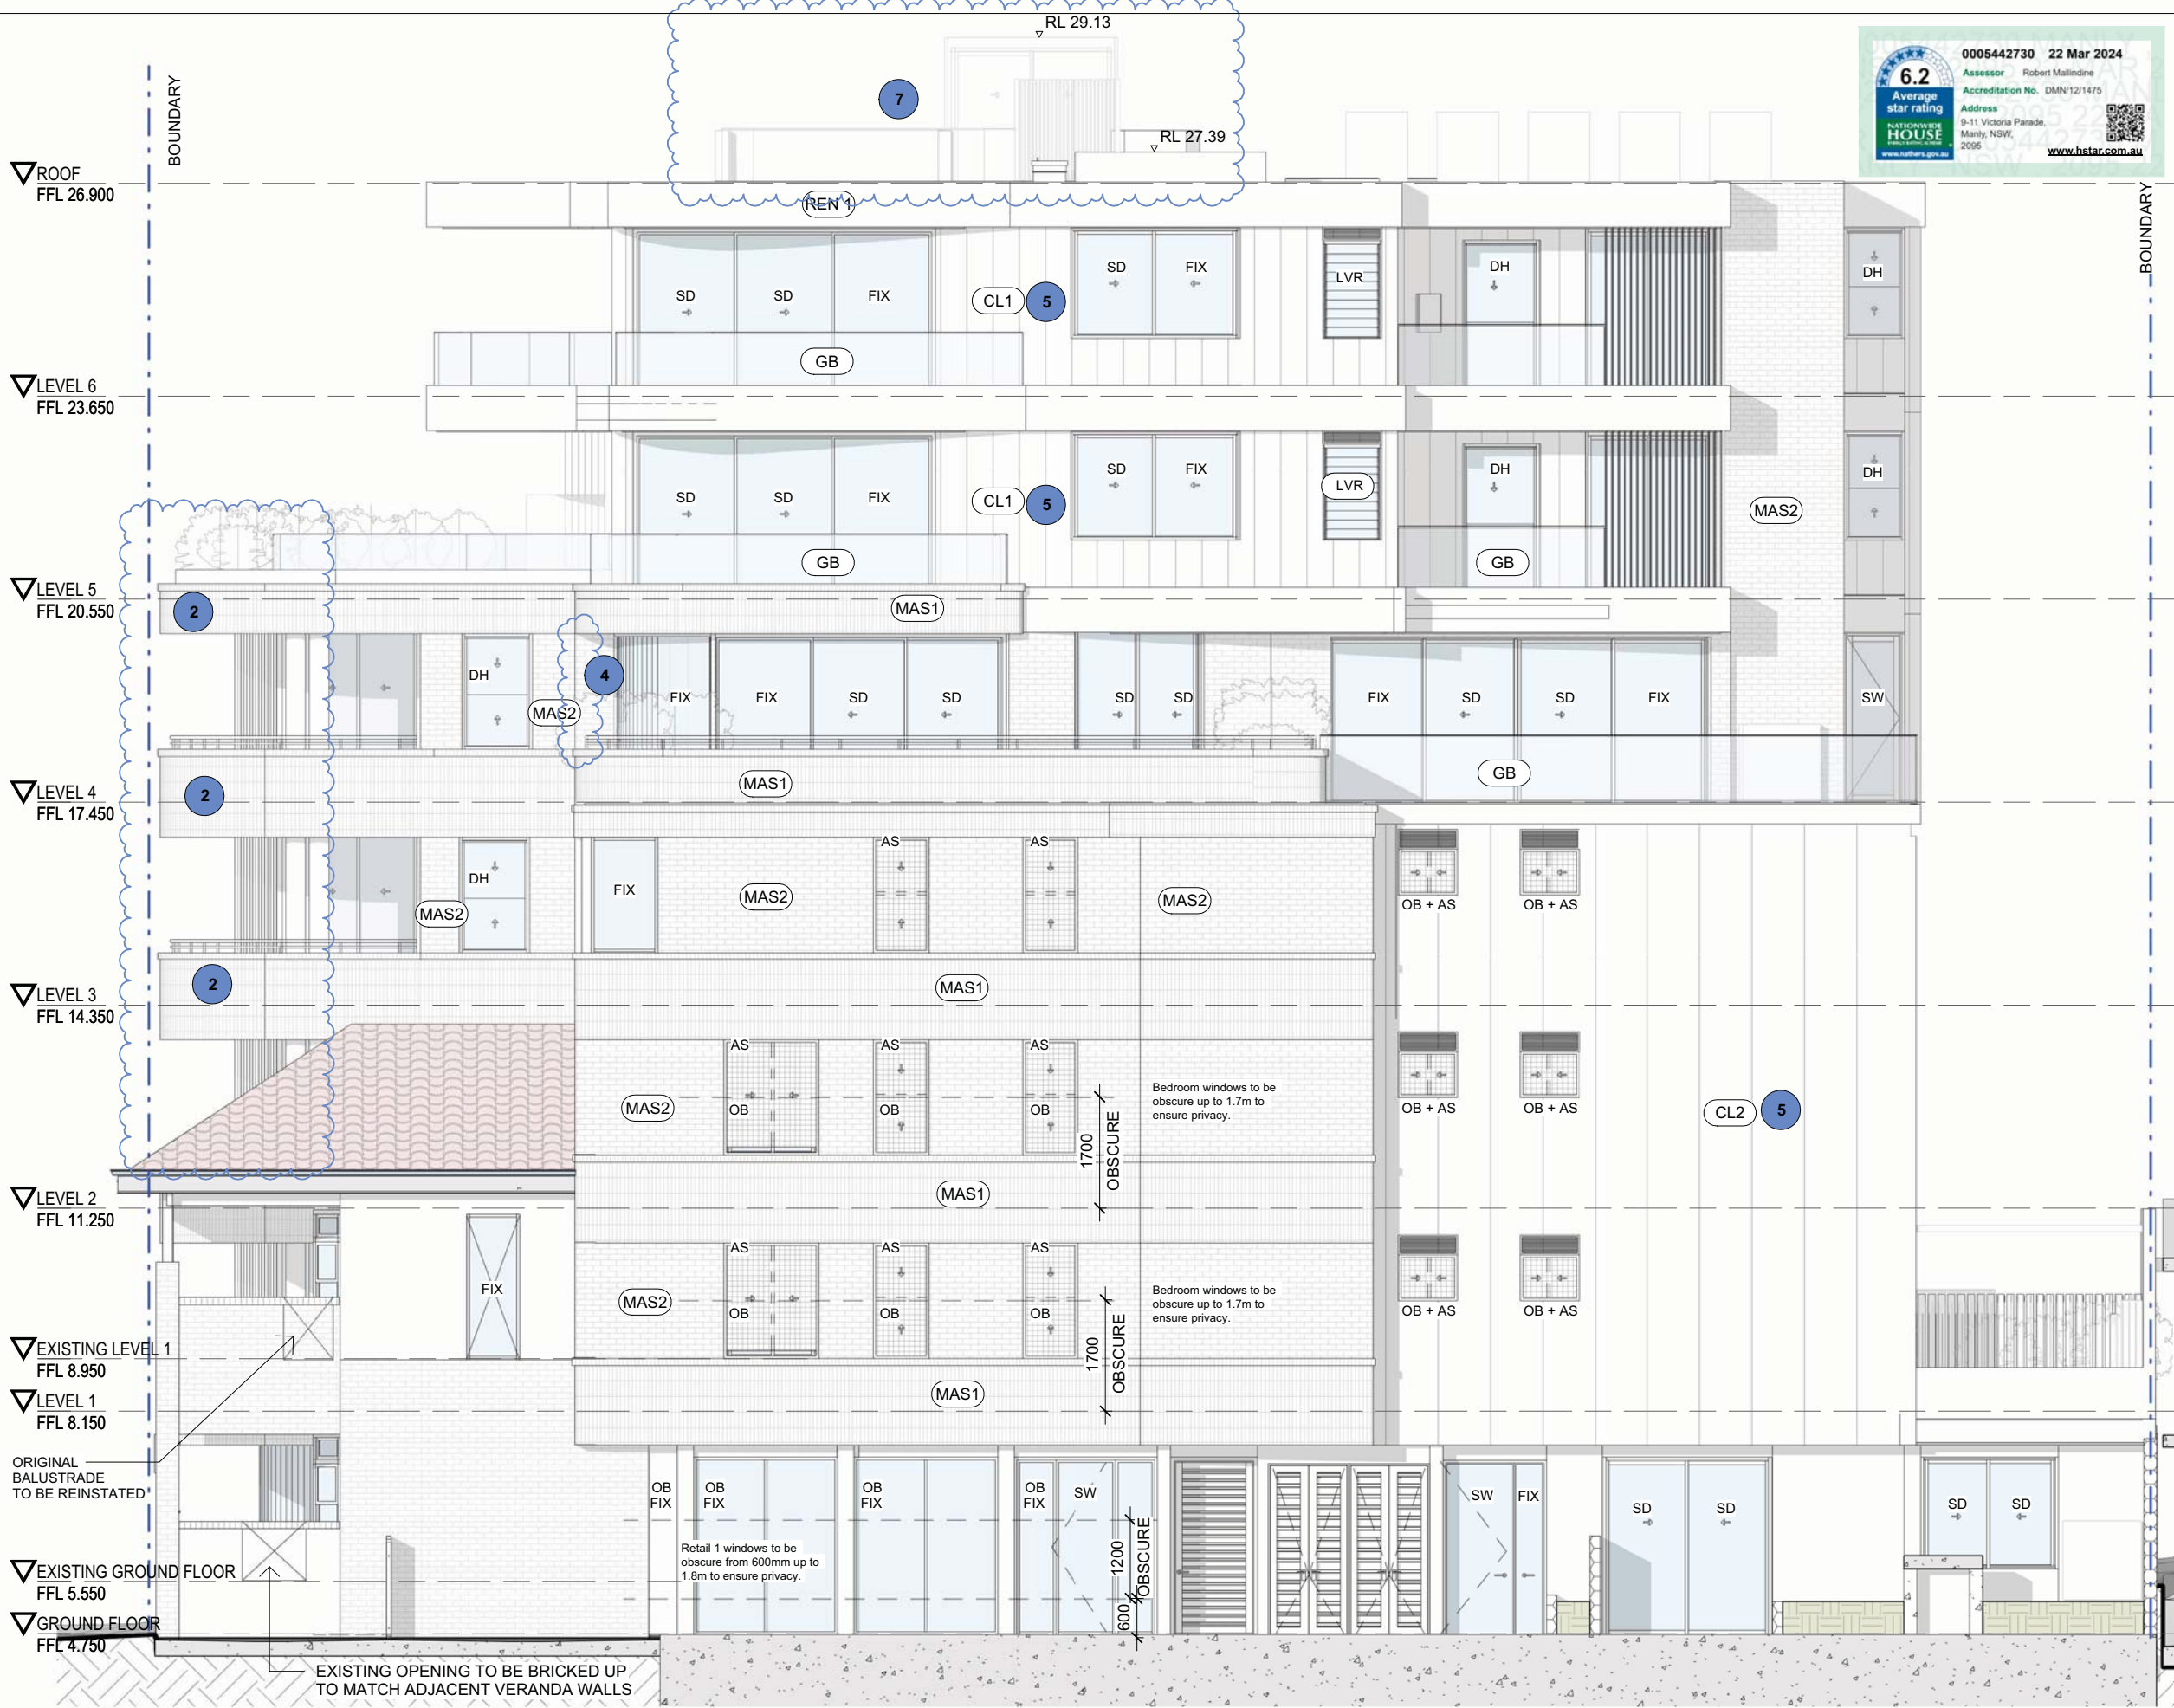 RL 29.13
0005442730 22 Mar 2024
Assessor Robert Mallindine
Accreditation No. DMN/12/1475
Address
9-11 Victoria Parade,
Manly, NSW,
2095
www.hstar.com.au
6.2
Average
star rating
NATIONWIDE
HOUSE
ENERGY RATING SCHEME
www.nathers.gov.au
BOUNDARY
7
RL 27.39
ROOF
FFL 26.900
REN 1
BOUNDARY
SD
SD
FIX
CL1
5
SD
FIX
LVR
DH
DH
GB
LEVEL 6
FFL 23.650
SD
SD
FIX
CL1
5
SD
FIX
LVR
DH
DH
MAS2
GB
GB
LEVEL 5
FFL 20.550
2
MAS1
DH
MAS2
4
FIX
FIX
SD
SD
SD
SD
FIX
SD
SD
FIX
SW
LEVEL 4
FFL 17.450
2
MAS1
GB
DH
MAS2
FIX
MAS2
AS
AS
MAS2
OB + AS
OB + AS
LEVEL 3
FFL 14.350
2
MAS1
MAS2
AS
OB
AS
OB
AS
OB
1700
OBSCURE
Bedroom windows to be
obscure up to 1.7m to
ensure privacy.
OB + AS
OB + AS
CL2
5
LEVEL 2
FFL 11.250
MAS1
FIX
MAS2
AS
OB
AS
OB
AS
OB
1700
OBSCURE
Bedroom windows to be
obscure up to 1.7m to
ensure privacy.
OB + AS
OB + AS
EXISTING LEVEL 1
FFL 8.950
LEVEL 1
FFL 8.150
MAS1
ORIGINAL
BALUSTRADE
TO BE REINSTATED
OB
FIX
OB
FIX
OB
FIX
OB
FIX
SW
SW
FIX
SD
SD
SD
SD
Retail 1 windows to be
obscure from 600mm up to
1.8m to ensure privacy.
1200
OBSCURE
600
EXISTING GROUND FLOOR
FFL 5.550
GROUND FLOOR
FFL 4.750
EXISTING OPENING TO BE BRICKED UP
TO MATCH ADJACENT VERANDA WALLS